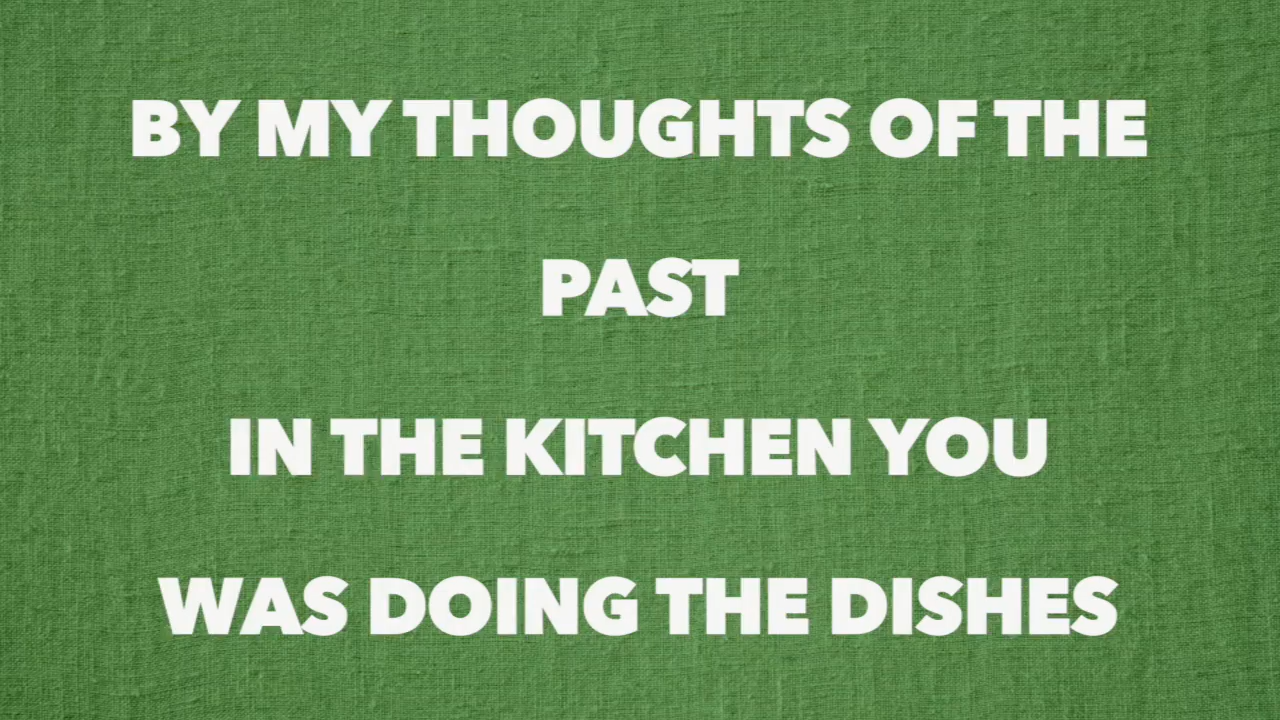 BY MY THOUGHTS OF THE
PAST
IN THE KITCHEN YOU
WAS DOING THE DISHES